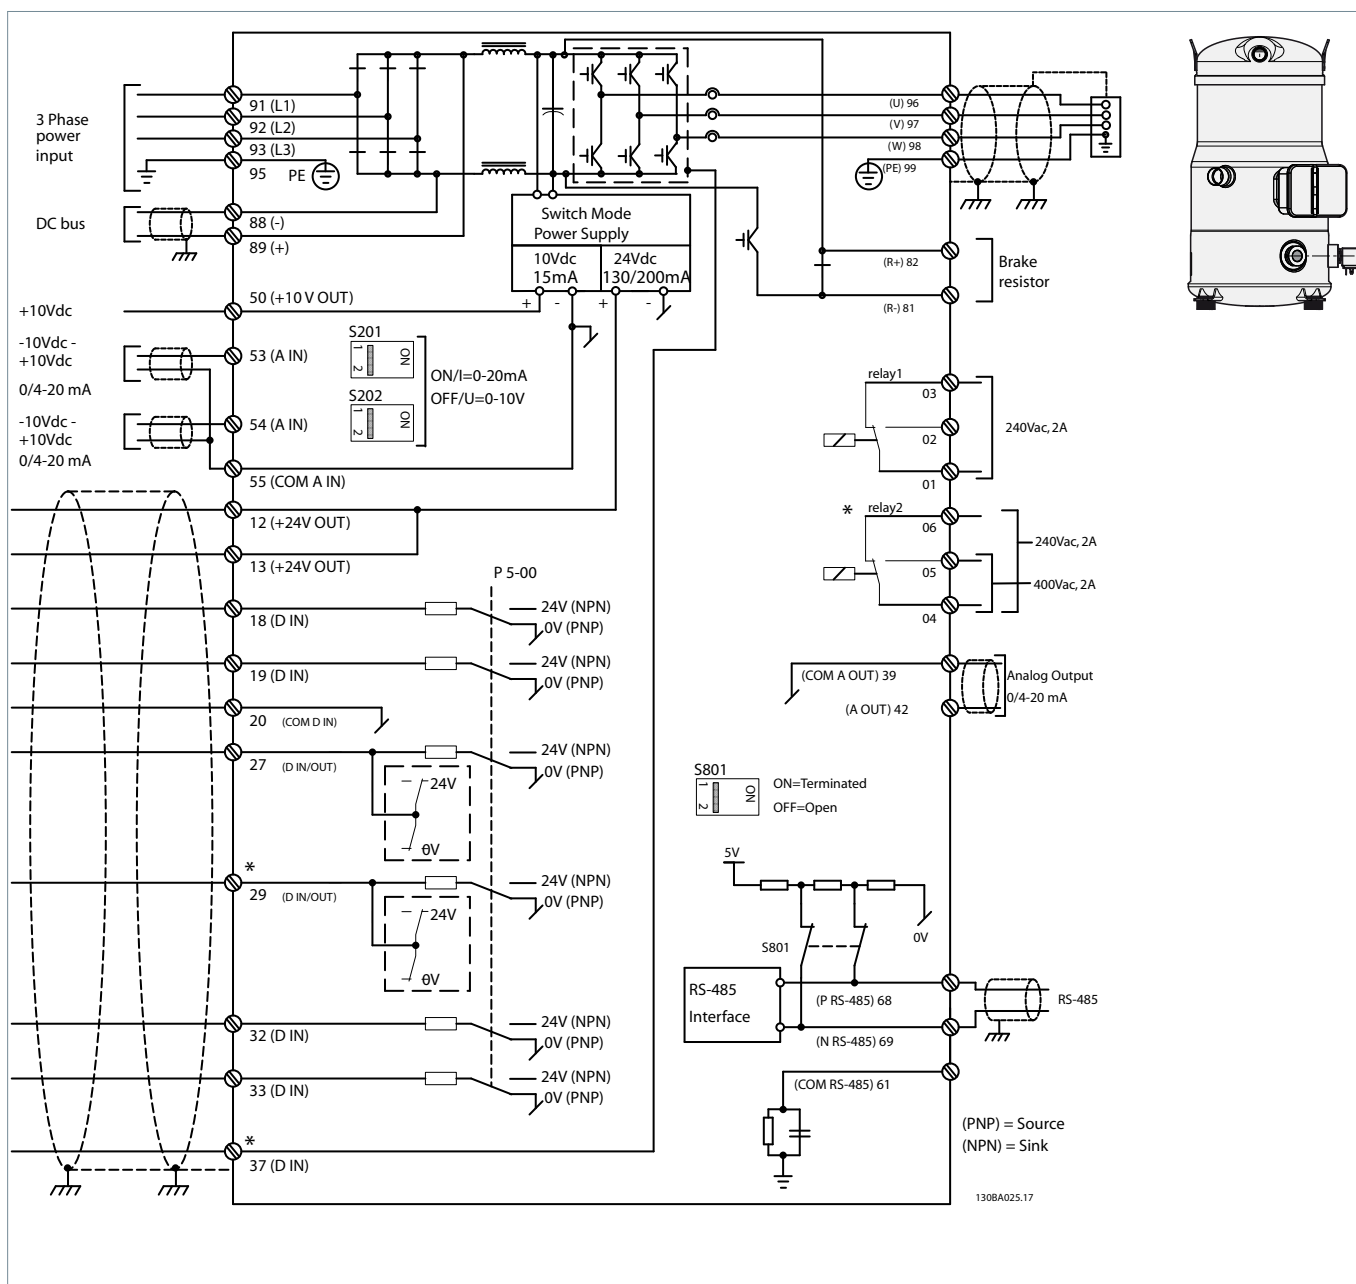 3 Phase
power
input
91 (L1)
92 (L2)
93 (L3)
95
PE
DC bus
88 (-)
89 (+)
+10Vdc
50 (+10 V OUT)
-10Vdc -
+10Vdc
0/4-20 mA
53 (A IN)
-10Vdc -
+10Vdc
0/4-20 mA
54 (A IN)
55 (COM A IN)
12 (+24V OUT)
13 (+24V OUT)
18 (D IN)
19 (D IN)
20 (COM D IN)
27 (D IN/OUT)
*
29 (D IN/OUT)
32 (D IN)
33 (D IN)
*
37 (D IN)
Switch Mode
Power Supply
10Vdc
15mA
24Vdc
130/200mA
+ - + -
S201
1 2 ON
S202
1 2 ON
ON/I=0-20mA
OFF/U=0-10V
P 5-00
24V (NPN)
0V (PNP)
24V (NPN)
0V (PNP)
24V (NPN)
0V (PNP)
24V
0V
24V (NPN)
0V (PNP)
24V
0V
24V (NPN)
0V (PNP)
24V (NPN)
0V (PNP)
(U) 96
(V) 97
(W) 98
(PE) 99
(R+) 82
(R-) 81
Brake
resistor
relay1
03
02
01
240Vac, 2A
*
relay2
06
05
04
240Vac, 2A
400Vac, 2A
(COM A OUT) 39
(A OUT) 42
Analog Output
0/4-20 mA
S801
1 2 ON
ON=Terminated
OFF=Open
5V
0V
S801
RS-485
Interface
(P RS-485) 68
(N RS-485) 69
RS-485
(COM RS-485) 61
(PNP) = Source
(NPN) = Sink
130BA025.17